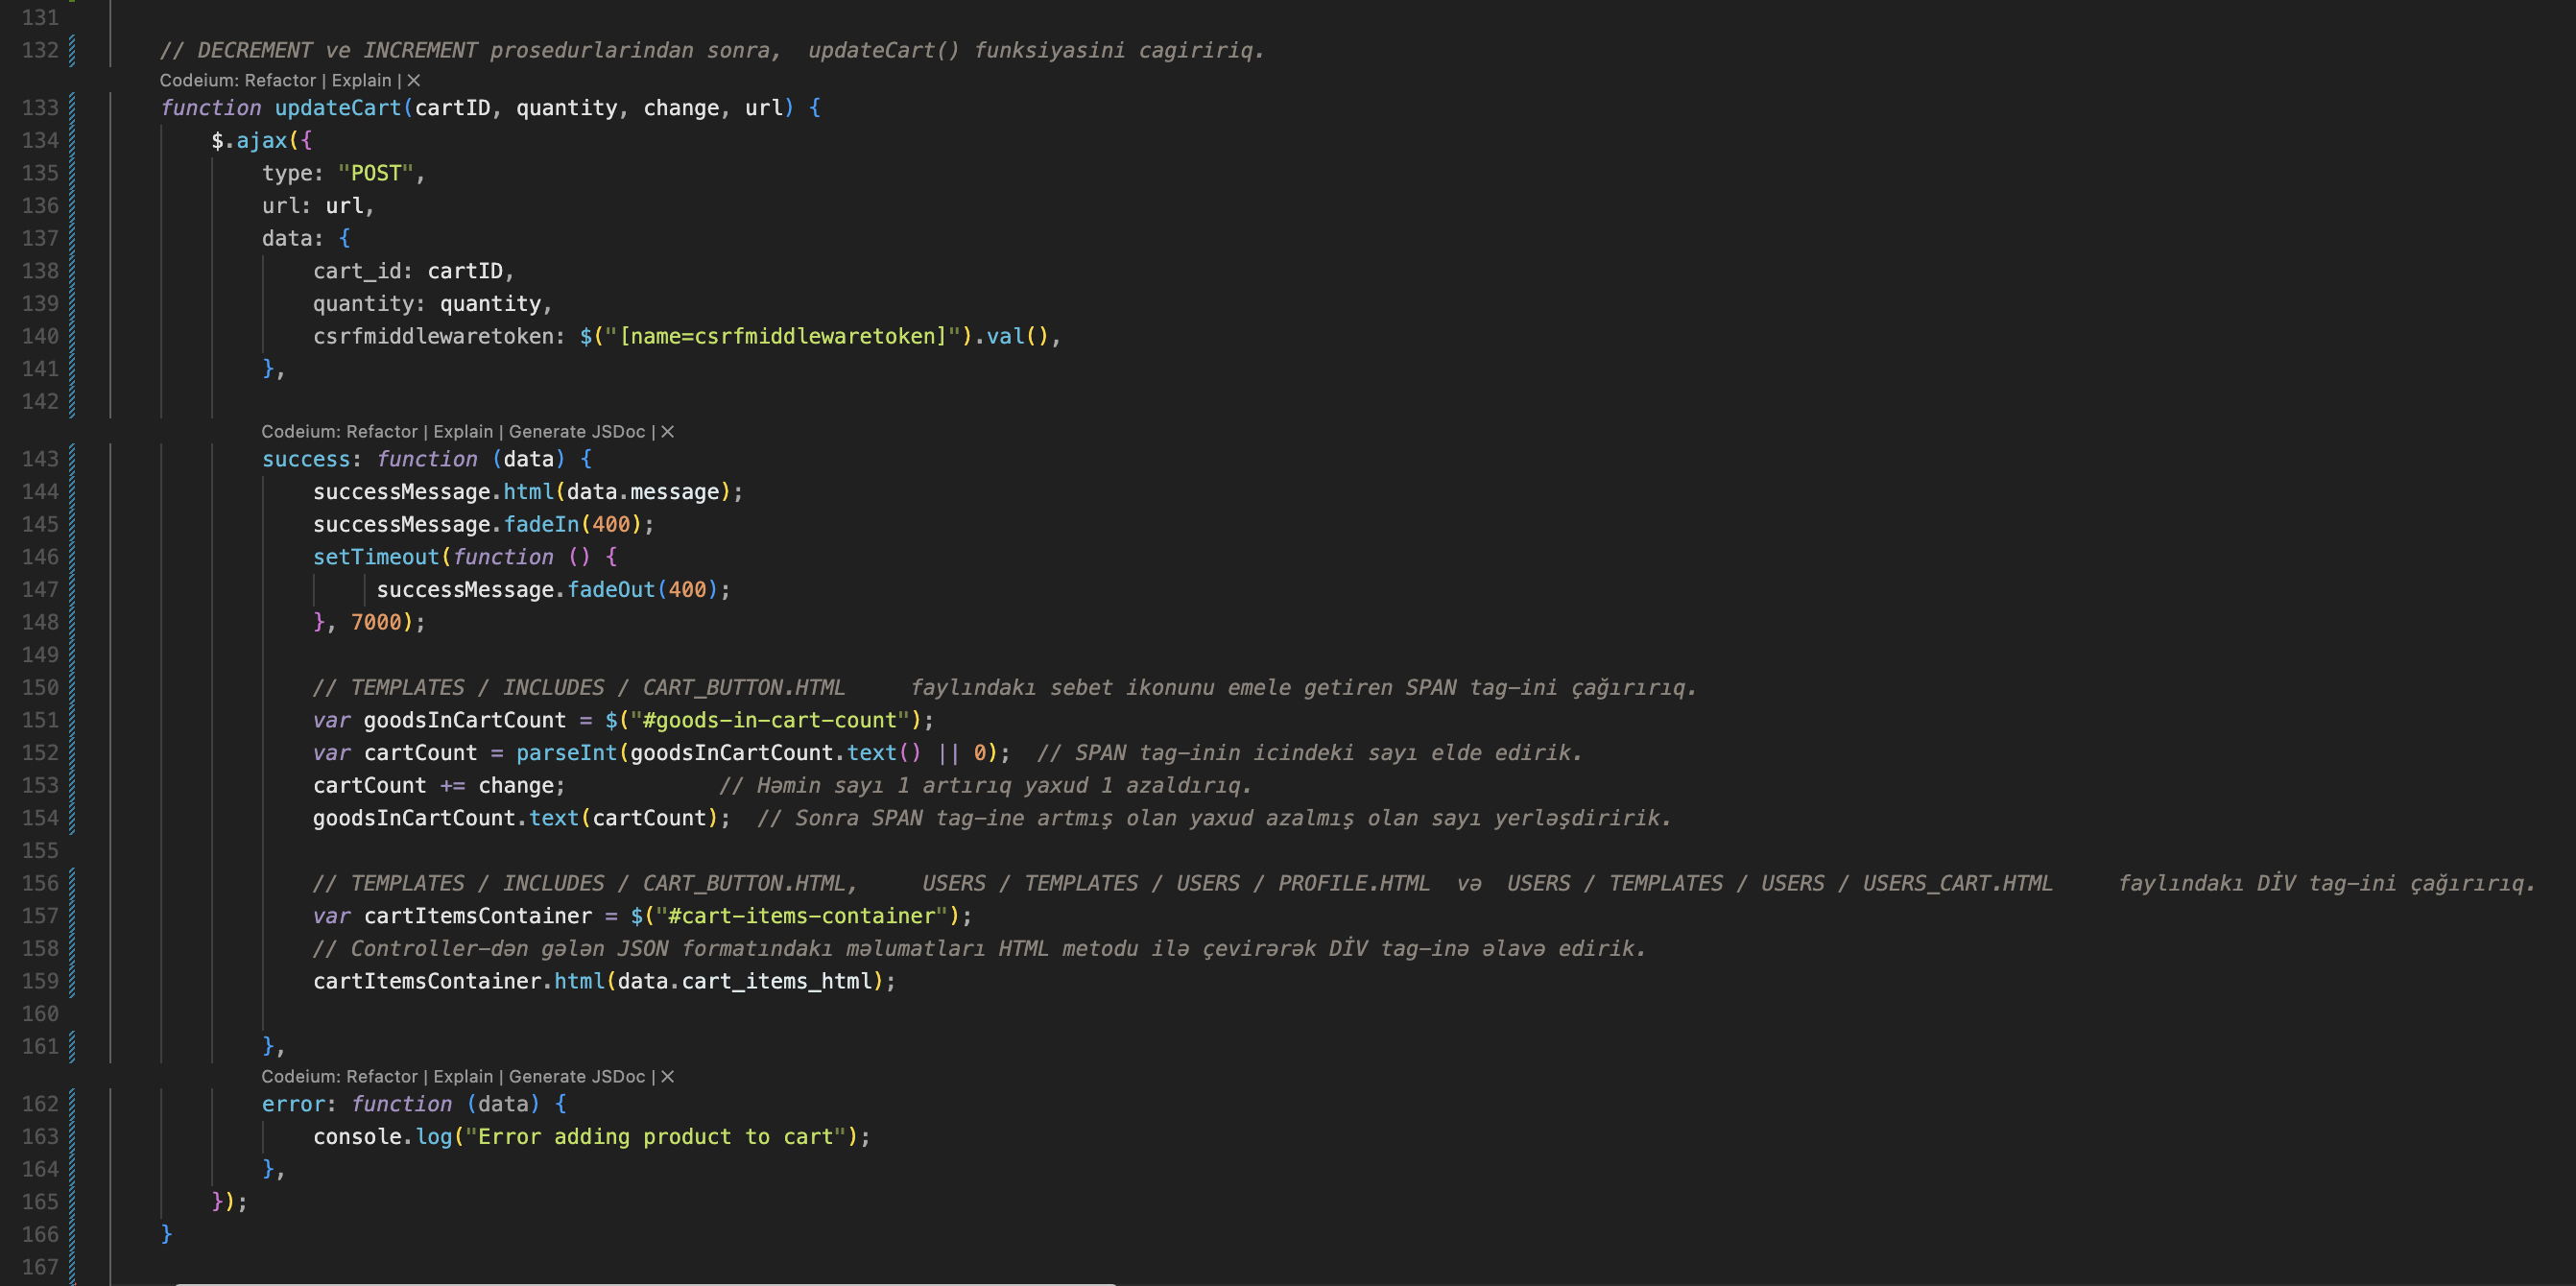 131
132 // DECREMENT ve INCREMENT prosedurlarindan sonra,  updateCart() funksiyasini cagiririq.
Codeium: Refactor | Explain | ×
133 function updateCart(cartID, quantity, change, url) {
134     $.ajax({
135         type: "POST",
136         url: url,
137         data: {
138             cart_id: cartID,
139             quantity: quantity,
140             csrfmiddlewaretoken: $("[name=csrfmiddlewaretoken]").val(),
141         },
142
Codeium: Refactor | Explain | Generate JSDoc | ×
143         success: function (data) {
144             successMessage.html(data.message);
145             successMessage.fadeIn(400);
146             setTimeout(function () {
147                  successMessage.fadeOut(400);
148             }, 7000);
149
150             // TEMPLATES / INCLUDES / CART_BUTTON.HTML     faylındakı sebet ikonunu emele getiren SPAN tag-ini çağırırıq.
151             var goodsInCartCount = $("#goods-in-cart-count");
152             var cartCount = parseInt(goodsInCartCount.text() || 0);  // SPAN tag-inin icindeki sayı elde edirik.
153             cartCount += change;            // Həmin sayı 1 artırıq yaxud 1 azaldırıq.
154             goodsInCartCount.text(cartCount);  // Sonra SPAN tag-ine artmış olan yaxud azalmış olan sayı yerləşdiririk.
155
156             // TEMPLATES / INCLUDES / CART_BUTTON.HTML,     USERS / TEMPLATES / USERS / PROFILE.HTML  və  USERS / TEMPLATES / USERS / USERS_CART.HTML     faylındakı DİV tag-ini çağırırıq.
157             var cartItemsContainer = $("#cart-items-container");
158             // Controller-dən gələn JSON formatındakı məlumatları HTML metodu ilə çevirərək DİV tag-inə əlavə edirik.
159             cartItemsContainer.html(data.cart_items_html);
160
161         },
Codeium: Refactor | Explain | Generate JSDoc | ×
162         error: function (data) {
163             console.log("Error adding product to cart");
164         },
165     });
166 }
167